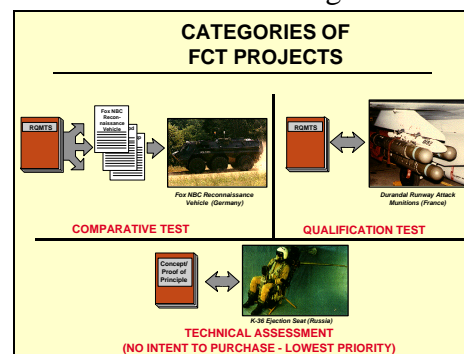 CATEGORIES OF
FCT PROJECTS
RQMTS
Fox NBC
Recon-
naissance
Vehicle
Fox NBC Reconnaissance
Vehicle (Germany)
COMPARATIVE TEST
RQMTS
Durandal Runway Attack
Munitions (France)
QUALIFICATION TEST
Concept/
Proof of
Principle
K-36 Ejection Seat (Russia)
TECHNICAL ASSESSMENT
(NO INTENT TO PURCHASE - LOWEST PRIORITY)